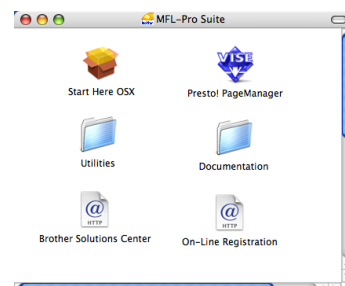 MFL-Pro Suite
VISE
Start Here OSX
Presto! PageManager
Utilities
Documentation
@
HTTP
@
HTTP
Brother Solutions Center
On-Line Registration